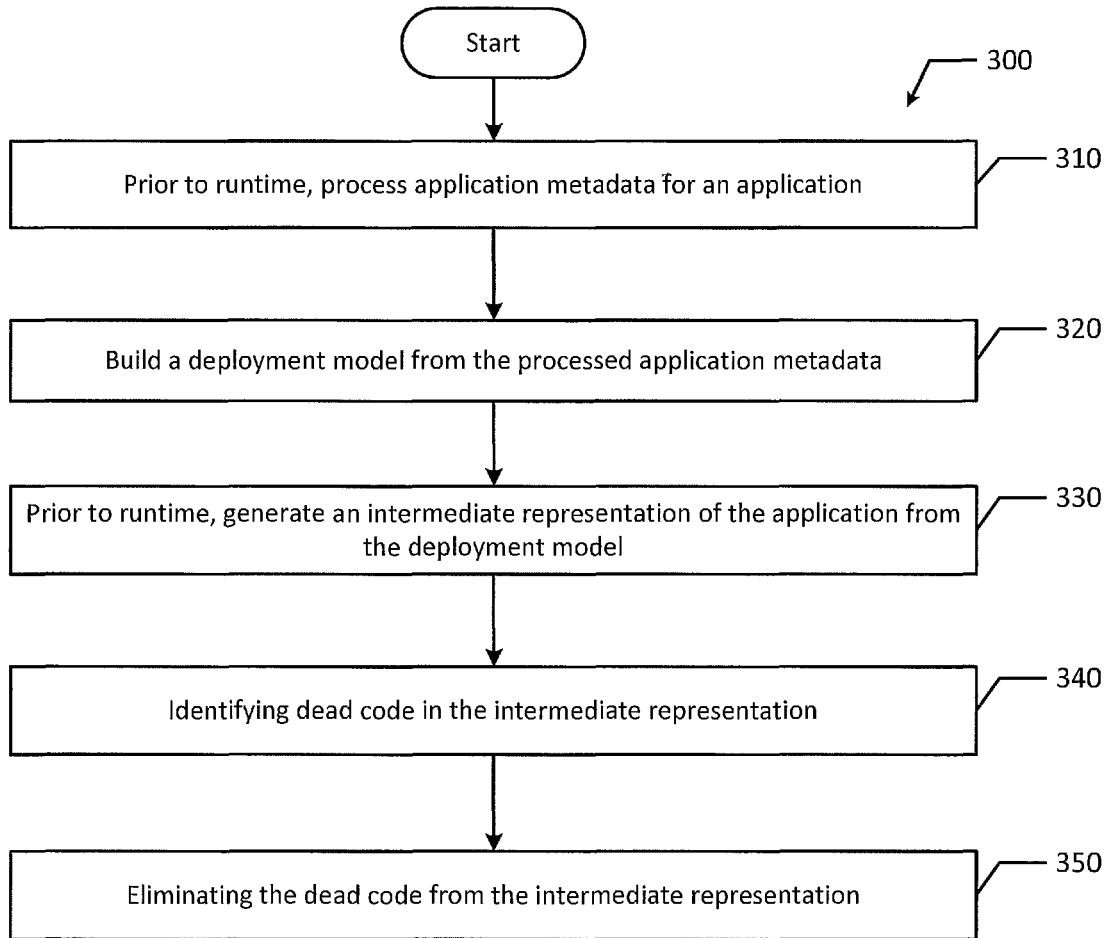 Start
300
310
Prior to runtime, process application metadata for an application
320
Build a deployment model from the processed application metadata
330
Prior to runtime, generate an intermediate representation of the application from
the deployment model
340
Identifying dead code in the intermediate representation
350
Eliminating the dead code from the intermediate representation